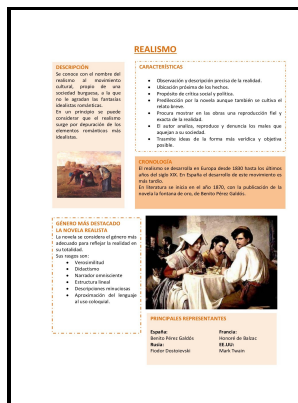 REALISMO
DESCRIPCIÓN
Se conoce con el nombre del
realismo al movimiento
cultural, propio de una
sociedad burguesa, a la que
no le agradan las fantasías
idealistas románticas.
En un principio se puede
considerar que el realismo
surge por depuración de los
elementos románticos más
idealistas.
CARACTERÍSTICAS
Observación y descripción precisa de la realidad.
Ubicación próxima de los hechos.
Propósito de crítica social y política.
Predilección por la novela aunque también se cultiva el
relato breve.
Procura mostrar en las obras una reproducción fiel y
exacta de la realidad.
El autor analiza, reproduce y denuncia los males que
aquejan a su sociedad.
Trasmite ideas de la forma más verídica y objetiva
posible.
CRONOLOGÍA
El realismo se desarrolla en Europa desde 1830 hasta los últimos
años del siglo XIX. En España el desarrollo de este movimiento es
más tardío.
En literatura se inicia en el año 1870, con la publicación de la
novela la fontana de oro, de Benito Pérez Galdós.
GÉNERO MÁS DESTACADO
LA NOVELA REALISTA
La novela se considera el género más
adecuado para reflejar la realidad en
su totalidad.
Sus rasgos son:
Verosimilitud
Didactismo
Narrador omnisciente
Estructura lineal
Descripciones minuciosas
Aproximación del lenguaje
al uso coloquial.
PRINCIPALES REPRESENTANTES
España:
Benito Pérez Galdós
Rusia:
Fiodor Dostoievski
Francia:
Honoré de Balzac
EE.UU:
Mark Twain